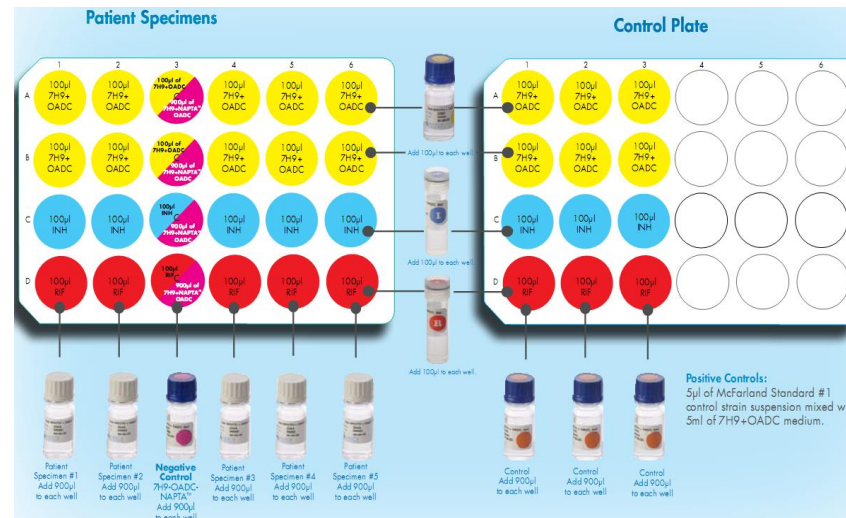 Patient Specimens
Control Plate
1 2 3 4 5 6
1 2 3 4 5 6
A
100µl
7H9+
OADC
100µl
7H9+
OADC
100µl of
7H9+OADC
900µl of
7H9+NAPTA™
OADC
100µl
7H9+
OADC
100µl
7H9+
OADC
100µl
7H9+
OADC
A
100µl
7H9+
OADC
100µl
7H9+
OADC
100µl
7H9+
OADC
Add 100µl to each well.
B
100µl
7H9+
OADC
100µl
7H9+
OADC
100µl of
7H9+OADC
900µl of
7H9+NAPTA™
OADC
100µl
7H9+
OADC
100µl
7H9+
OADC
100µl
7H9+
OADC
B
100µl
7H9+
OADC
100µl
7H9+
OADC
100µl
7H9+
OADC
I
C
100µl
INH
100µl
INH
100µl
INH
900µl of
7H9+NAPTA™
OADC
100µl
INH
100µl
INH
100µl
INH
C
100µl
INH
100µl
INH
100µl
INH
Add 100µl to each well.
D
100µl
RIF
100µl
RIF
100µl
RIF
900µl of
7H9+NAPTA™
OADC
100µl
RIF
100µl
RIF
100µl
RIF
D
100µl
RIF
100µl
RIF
100µl
RIF
R
Add 100µl to each well.
Positive Controls:
5µl of McFarland Standard #1
control strain suspension mixed w
5ml of 7H9+OADC medium.
Patient
Specimen #1
Add 900µl
to each well
Patient
Specimen #2
Add 900µl
to each well
Negative
Control
7H9-OADC-
NAPTA™
Add 900µl
to each well
Patient
Specimen #3
Add 900µl
to each well
Patient
Specimen #4
Add 900µl
to each well
Patient
Specimen #5
Add 900µl
to each well
Control
Add 900µl
to each well
Control
Add 900µl
to each well
Control
Add 900µl
to each well